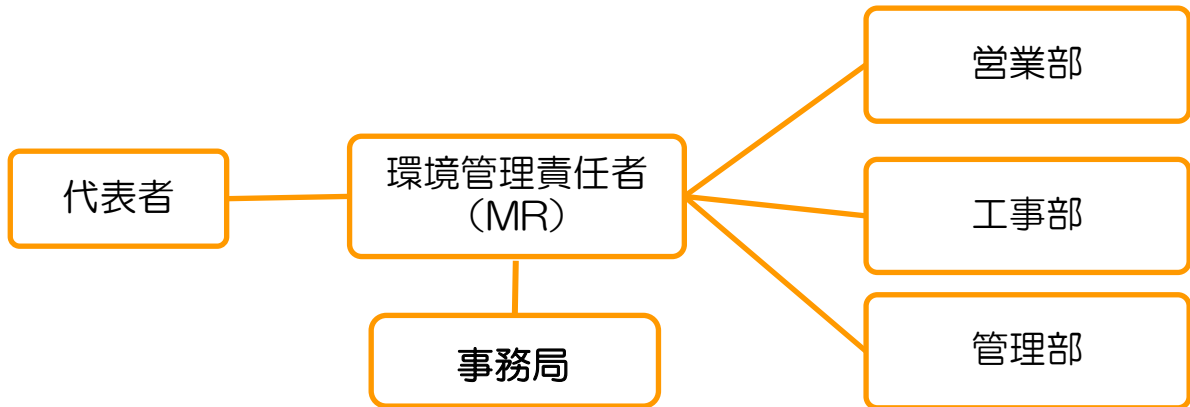 代表者
環境管理責任者
（MR）
事務局
営業部
工事部
管理部